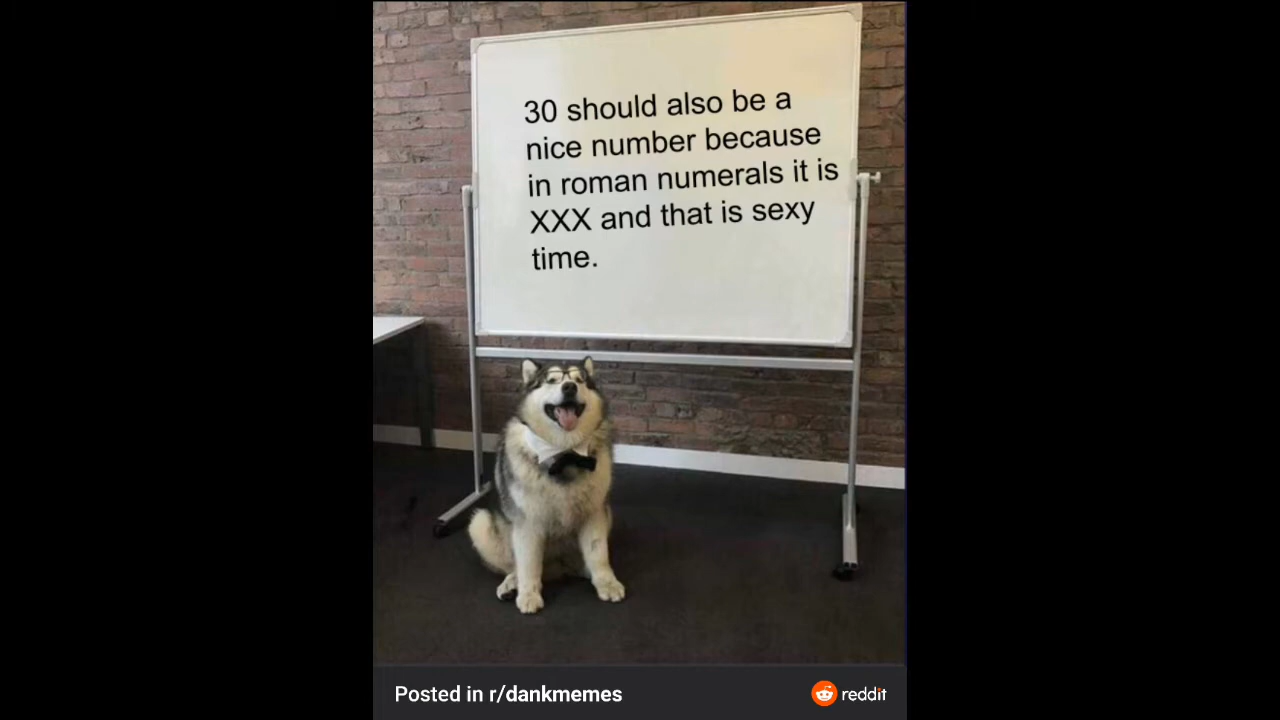 30 should also be a
nice number because
in roman numerals it is
XXX and that is sexy
time.
Posted in r/dankmemes
reddit